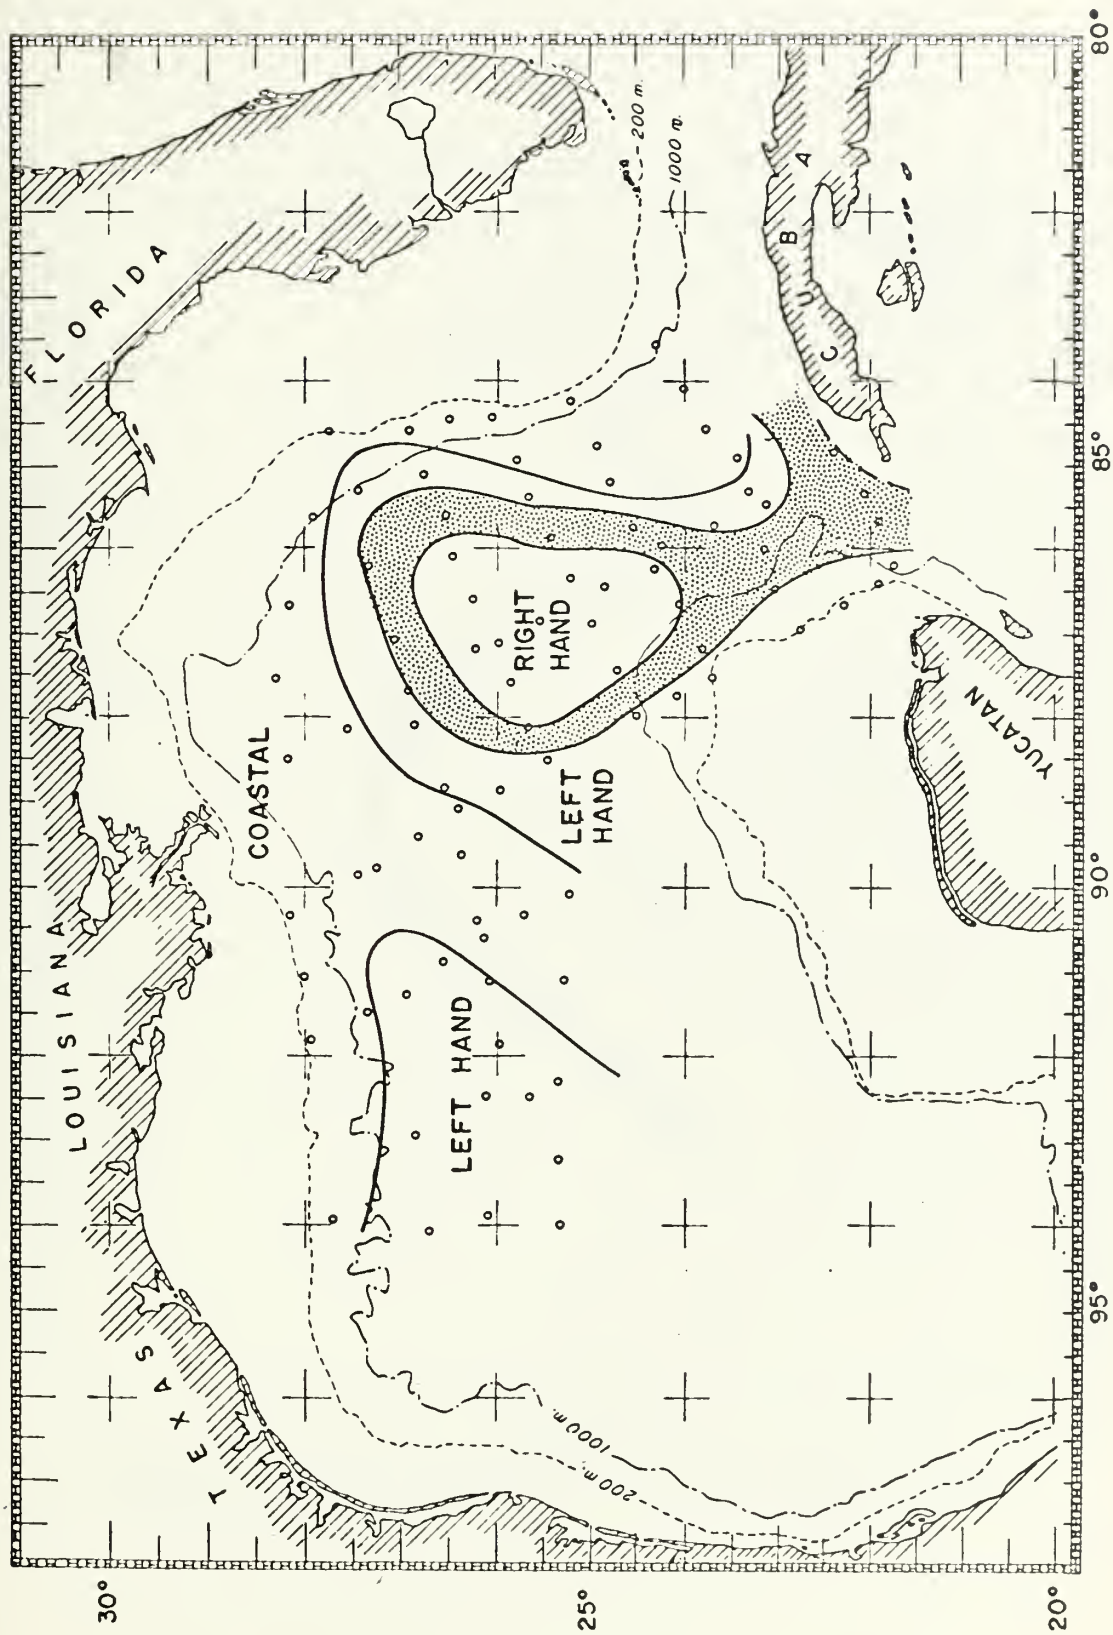 FLORIDA
LOUISIANA
TEXAS
COASTAL
RIGHT
HAND
LEFT
HAND
LEFT HAND
CUBA
YUCATAN
200 m.
1000 m.
1000 m.
200 m.
80°
85°
90°
95°
30°
25°
20°